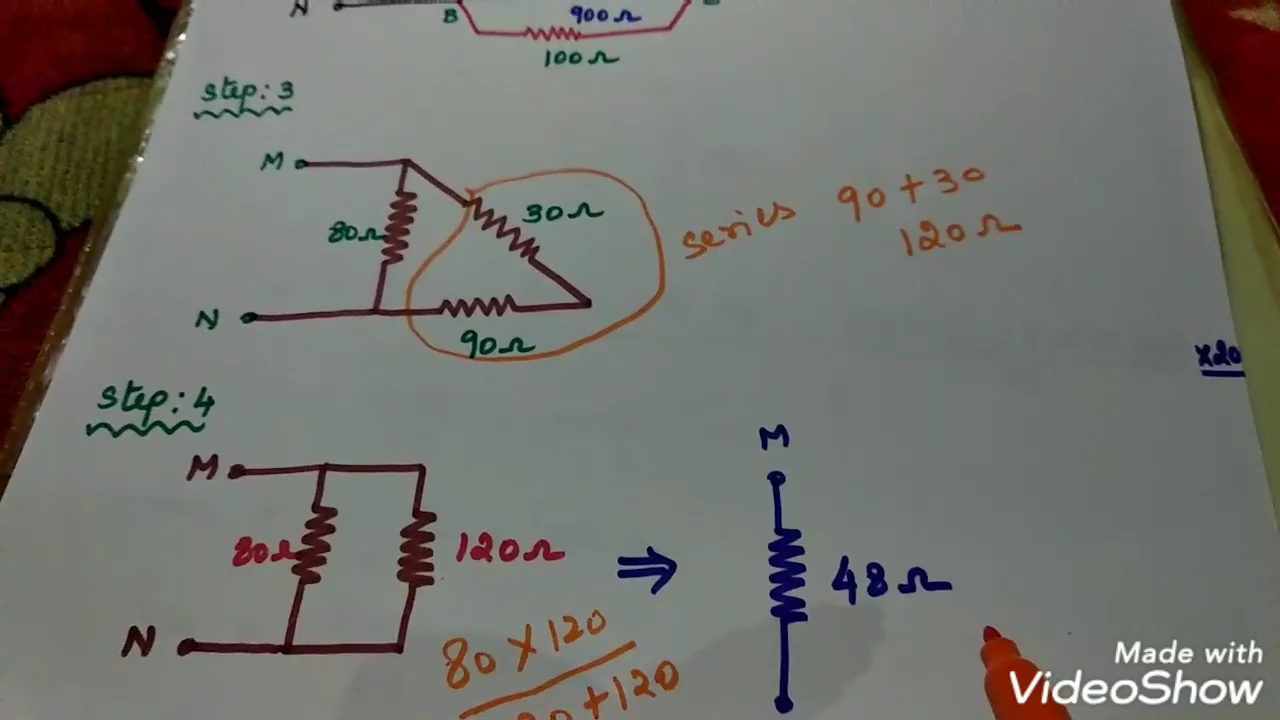 N
B
900Ω
100Ω
step: 3
M
80Ω
30Ω
series 90 + 30
120Ω
N
90Ω
x20
step: 4
M
80Ω
120Ω
⇒
M
48Ω
N
80 x 120
+120
Made with
VideoShow